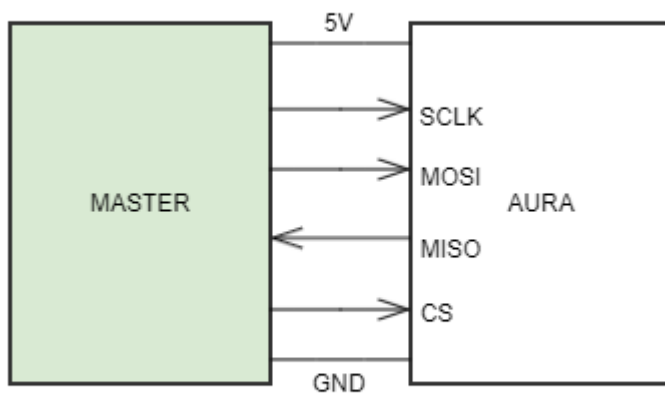 5V
SCLK
MOSI
MASTER
AURA
MISO
CS
GND